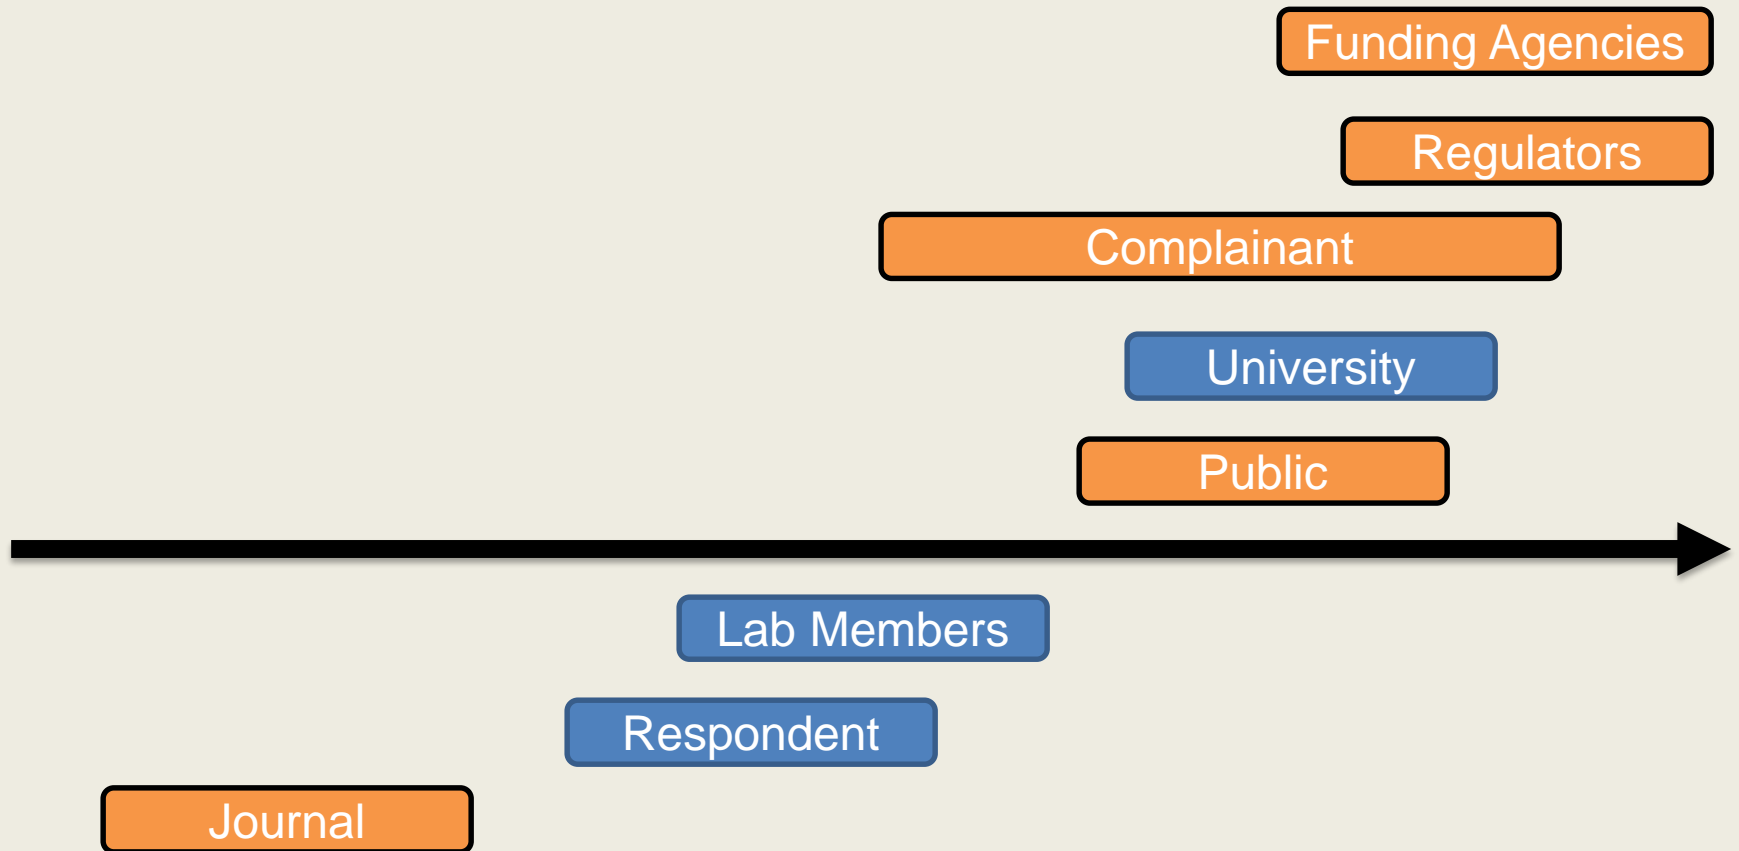 Funding Agencies
Regulators
Complainant
University
Public
Lab Members
Respondent
Journal